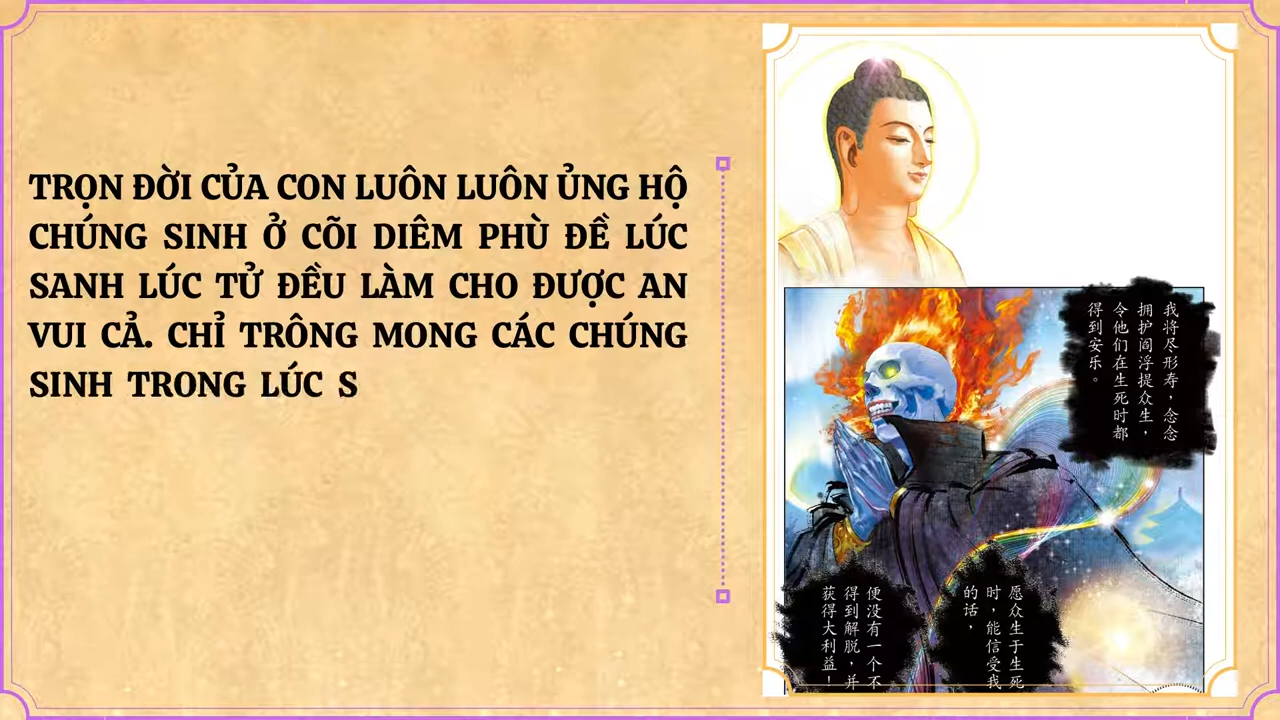 TRỌN ĐỜI CỦA CON LUÔN LUÔN ỦNG HỘ
CHÚNG SINH Ở CÕI DIÊM PHÙ ĐỀ LÚC
SANH LÚC TỬ ĐỀU LÀM CHO ĐƯỢC AN
VUI CẢ. CHỈ TRÔNG MONG CÁC CHÚNG
SINH TRONG LÚC S
我将尽形寿，念念
拥护阎浮提众生，
令他们在生死时都
得到安乐。
愿众生于生死
时，能信受我
的话，
便没有一个不
得到解脱，并
获得大利益！